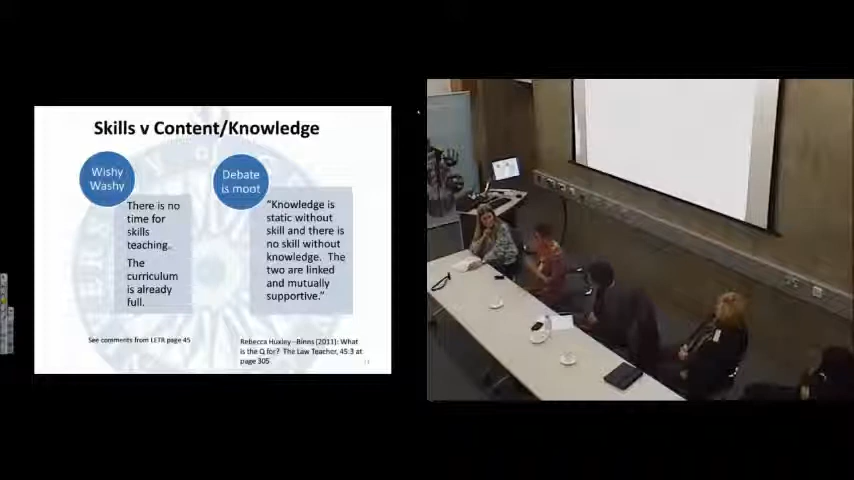 Skills v Content/Knowledge
Wishy
Washy
There is no
time for
skills
teaching.
The
curriculum
is already
full.
Debate
is moot
"Knowledge is
static without
skill and there is
no skill without
knowledge. The
two are linked
and mutually
supportive."
See comments from LETR page 45
Rebecca Huxley--Binns (2011): What
is the Q for? The Law Teacher, 45:3 at
page 305